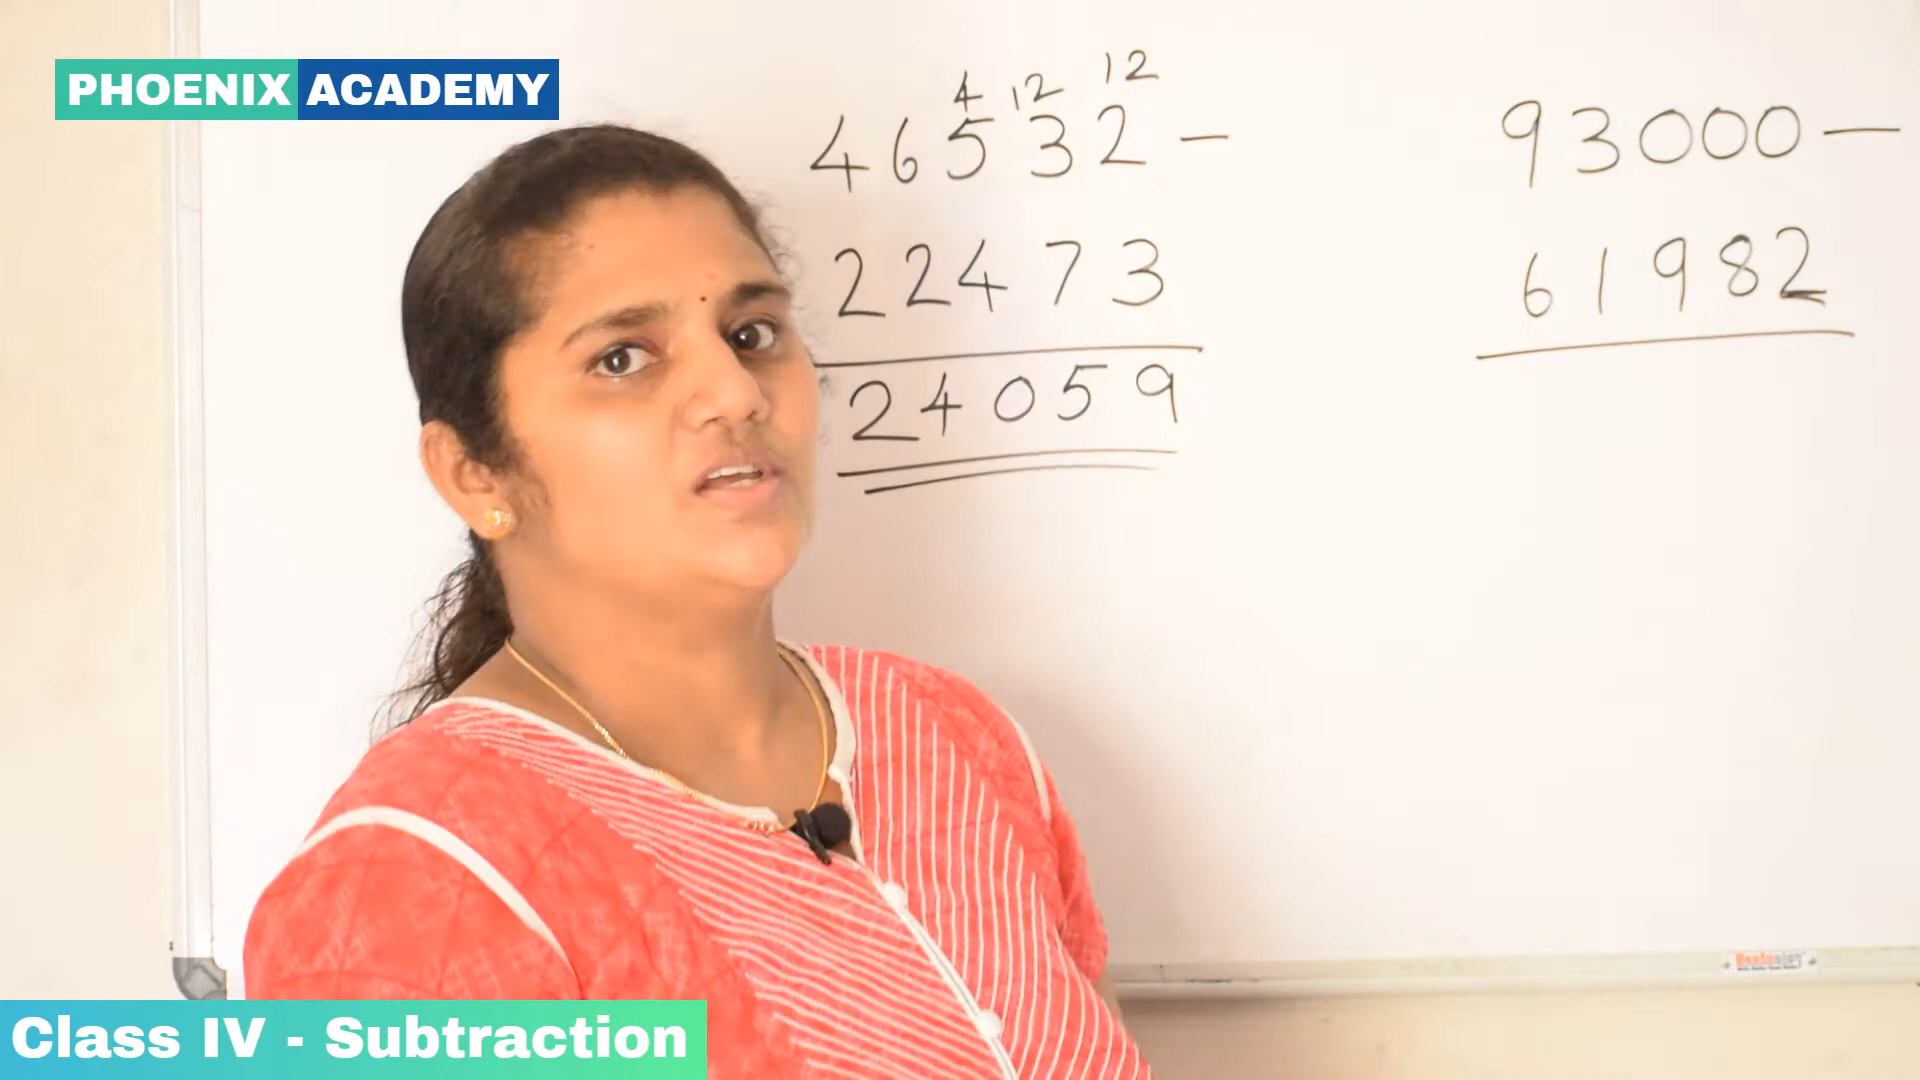 PHOENIX ACADEMY
4 12 12
46532 -
22473
24059
93000 -
61982
Class IV - Subtraction